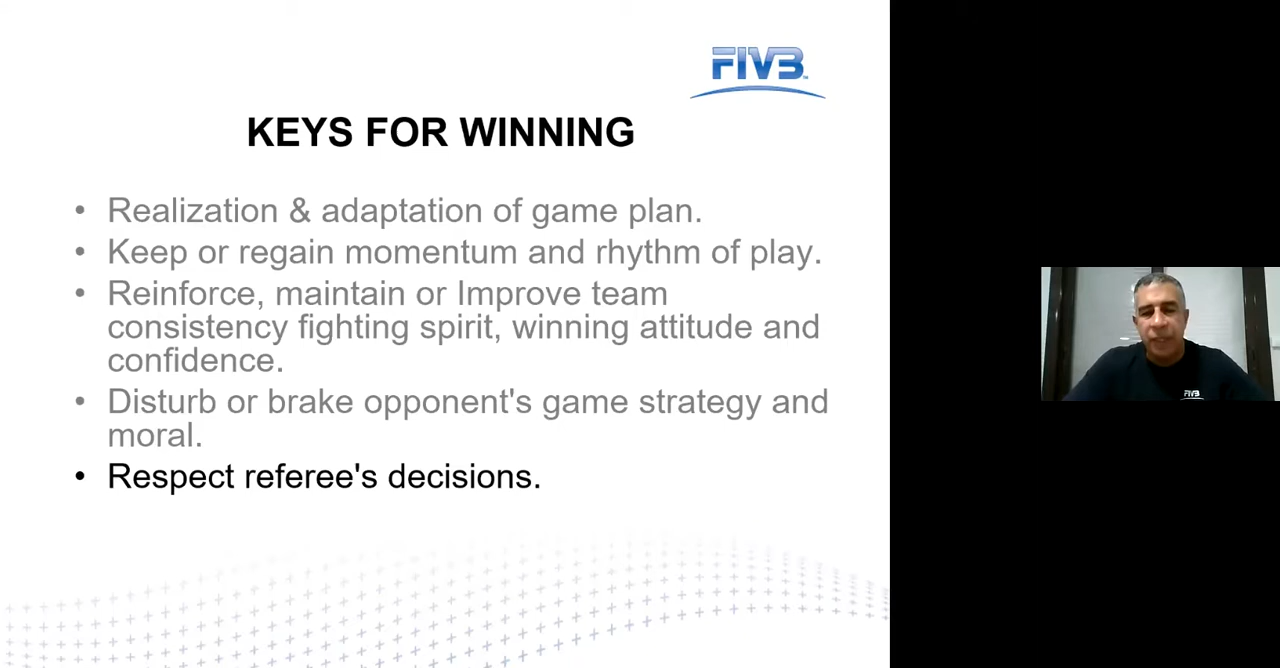 FIVB
KEYS FOR WINNING
• Realization & adaptation of game plan.
• Keep or regain momentum and rhythm of play.
• Reinforce, maintain or Improve team
consistency fighting spirit, winning attitude and
confidence.
• Disturb or brake opponent's game strategy and
moral.
• Respect referee's decisions.
FIVB